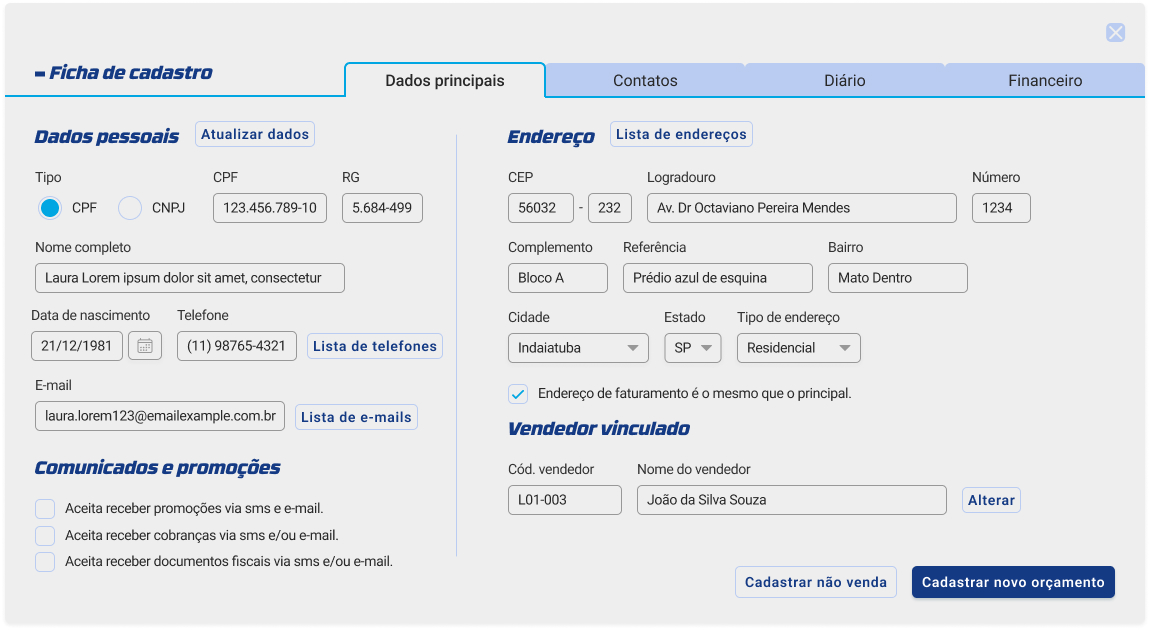 Ficha de cadastro
Dados principais
Contatos
Diário
Financeiro
Dados pessoais
Atualizar dados
Tipo
CPF
RG
CPF
CNPJ
123.456.789-10
5.684-499
Nome completo
Laura Lorem ipsum dolor sit amet, consectetur
Data de nascimento
Telefone
21/12/1981
(11) 98765-4321
Lista de telefones
E-mail
laura.lorem123@emailexample.com.br
Lista de e-mails
Comunicados e promoções
Aceita receber promoções via sms e e-mail.
Aceita receber cobranças via sms e/ou e-mail.
Aceita receber documentos fiscais via sms e/ou e-mail.
Endereço
Lista de endereços
CEP
Logradouro
Número
56032 - 232
Av. Dr Octaviano Pereira Mendes
1234
Complemento
Referência
Bairro
Bloco A
Prédio azul de esquina
Mato Dentro
Cidade
Estado
Tipo de endereço
Indaiatuba
SP
Residencial
Endereço de faturamento é o mesmo que o principal.
Vendedor vinculado
Cód. vendedor
Nome do vendedor
L01-003
João da Silva Souza
Alterar
Cadastrar não venda
Cadastrar novo orçamento